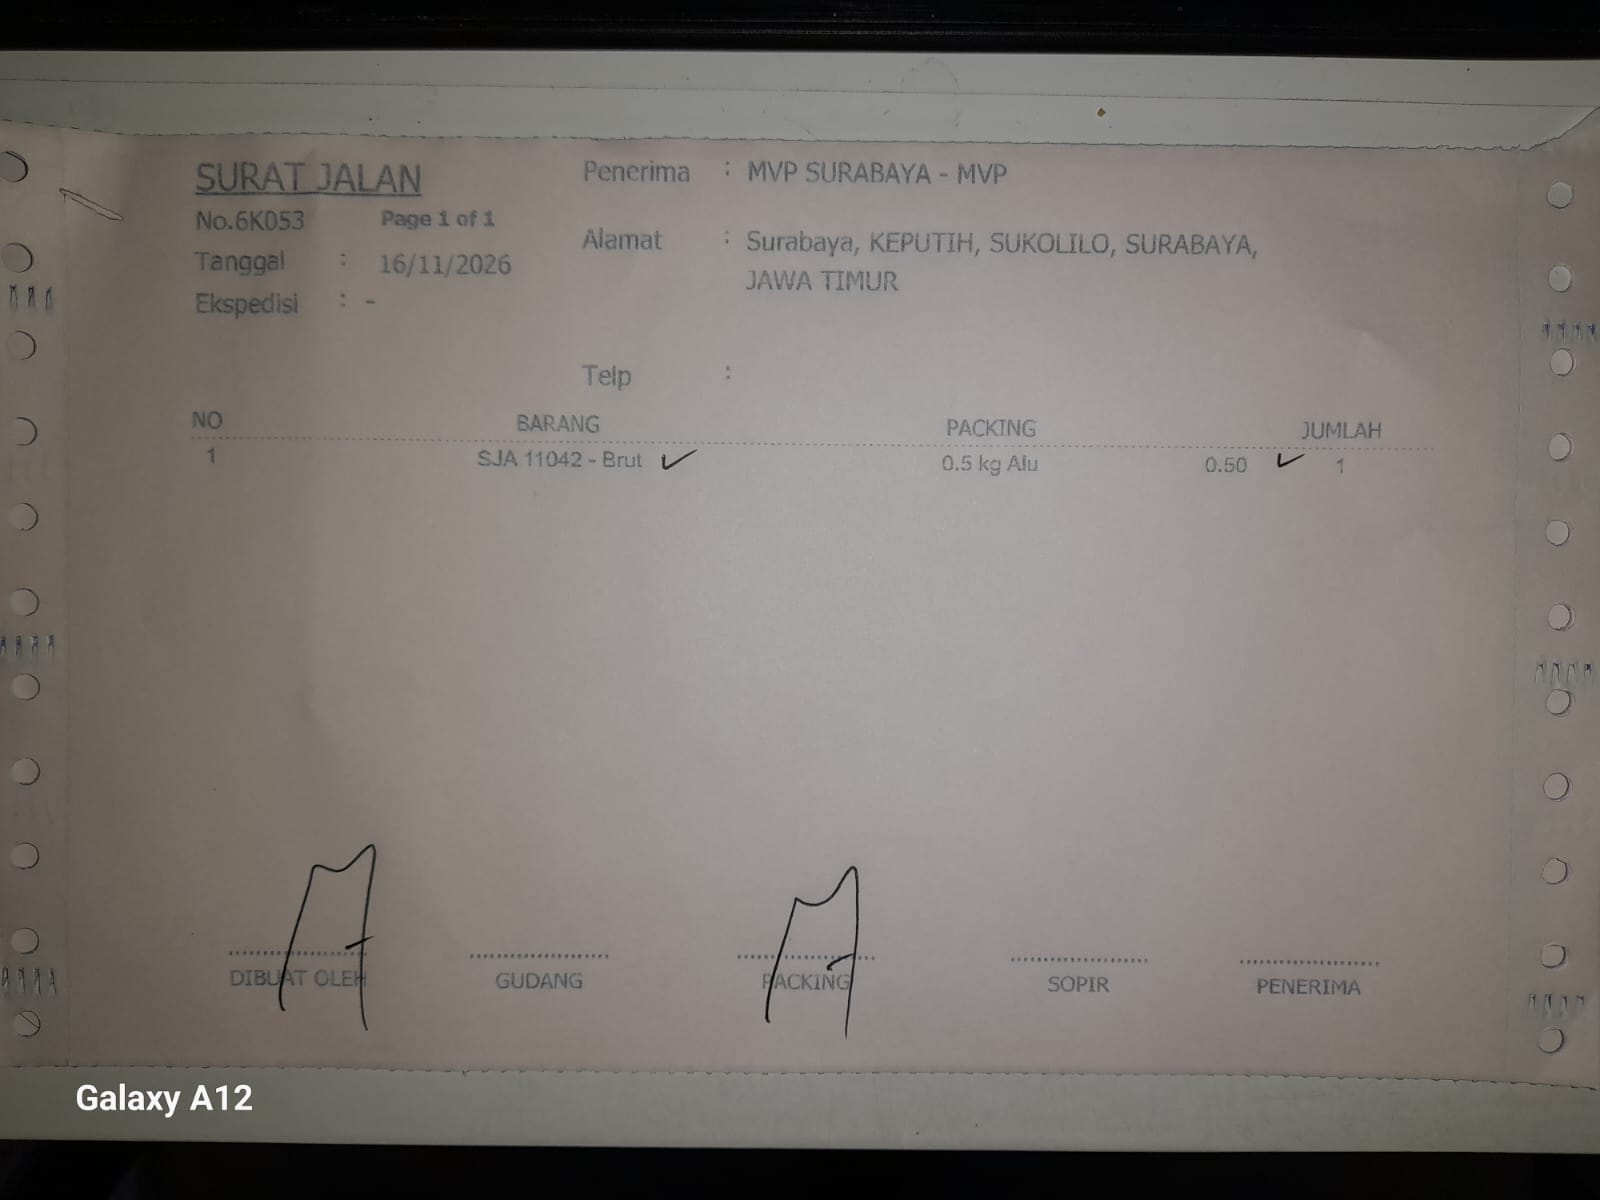 SURAT JALAN
No.6K053 Page 1 of 1
Tanggal : 16/11/2026
Ekspedisi : -
Penerima : MVP SURABAYA - MVP
Alamat : Surabaya, KEPUTIH, SUKOLILO, SURABAYA,
JAWA TIMUR
Telp :
NO BARANG PACKING JUMLAH
1 SJA 11042 - Brut 0.5 kg Alu 0.50 1
DIBUAT OLEH GUDANG PACKING SOPIR PENERIMA
Galaxy A12